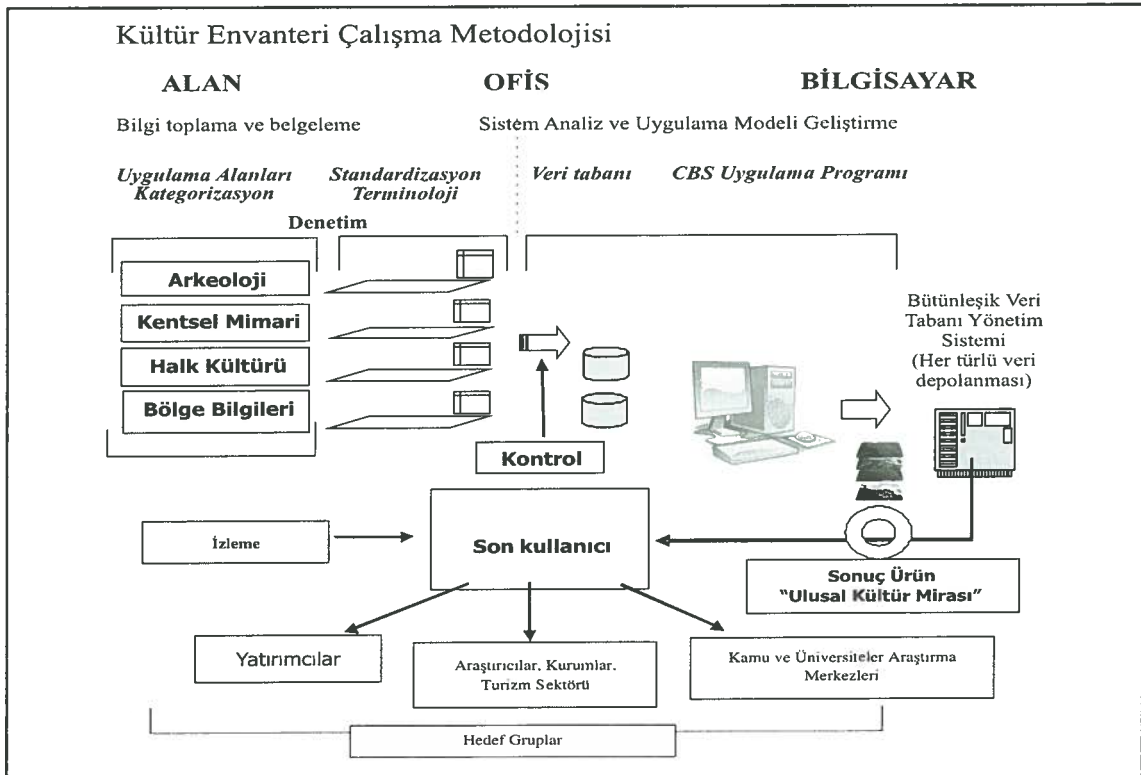 Kültür Envanteri Çalışma Metodolojisi
ALAN OFİS BİLGİSAYAR
Bilgi toplama ve belgeleme Sistem Analiz ve Uygulama Modeli Geliştirme
Uygulama Alanları Standardizasyon Veri tabanı CBS Uygulama Programı
Kategorizasyon Terminoloji
Denetim
Arkeoloji
Kentsel Mimari
Halk Kültürü
Bölge Bilgileri
Bütünleşik Veri
Tabanı Yönetim
Sistemi
(Her türlü veri
depolanması)
Kontrol
İzleme
Son kullanıcı
Sonuç Ürün
"Ulusal Kültür Mirası"
Yatırımcılar
Araştırıcılar, Kurumlar,
Turizm Sektörü
Kamu ve Üniversiteler Araştırma
Merkezleri
Hedef Gruplar